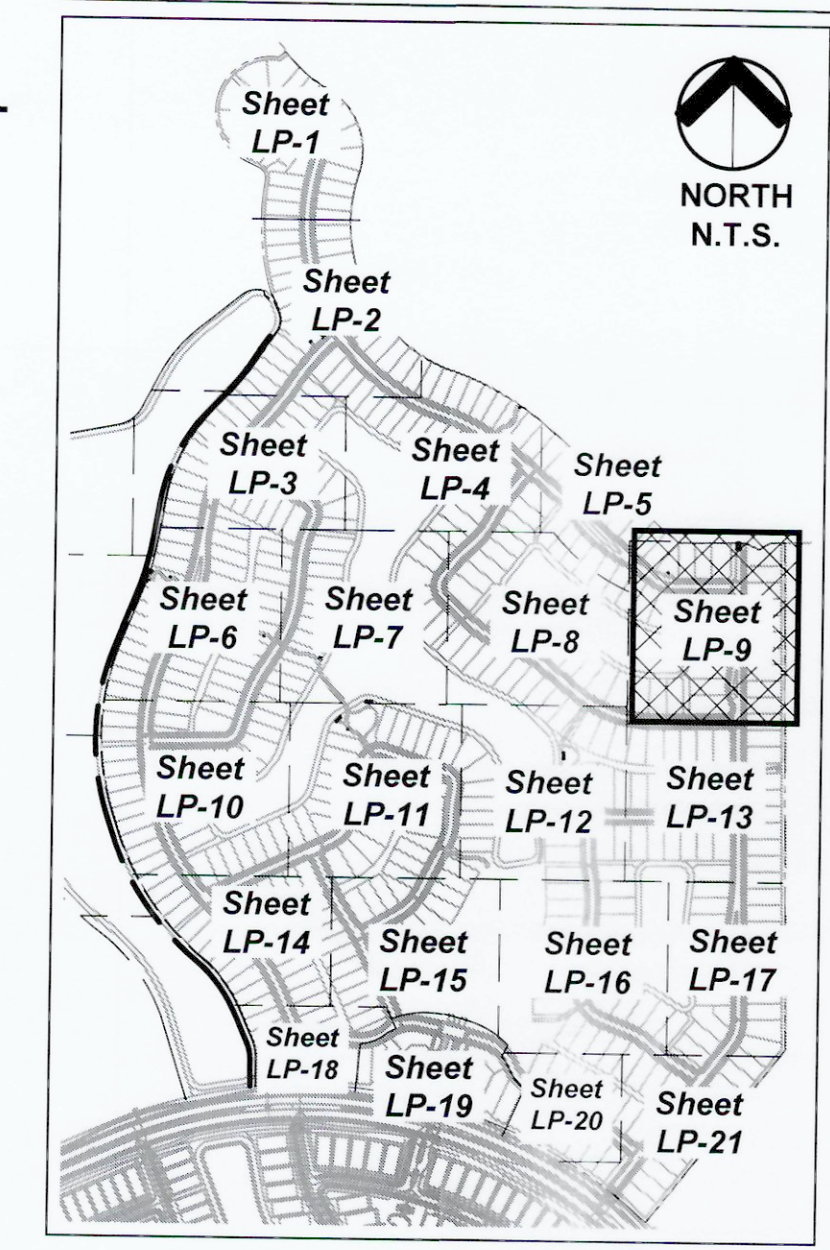 Sheet
LP-1
NORTH
N.T.S.
Sheet
LP-2
Sheet
LP-3
Sheet
LP-4
Sheet
LP-5
Sheet
LP-6
Sheet
LP-7
Sheet
LP-8
Sheet
LP-9
Sheet
LP-10
Sheet
LP-11
Sheet
LP-12
Sheet
LP-13
Sheet
LP-14
Sheet
LP-15
Sheet
LP-16
Sheet
LP-17
Sheet
LP-18
Sheet
LP-19
Sheet
LP-20
Sheet
LP-21